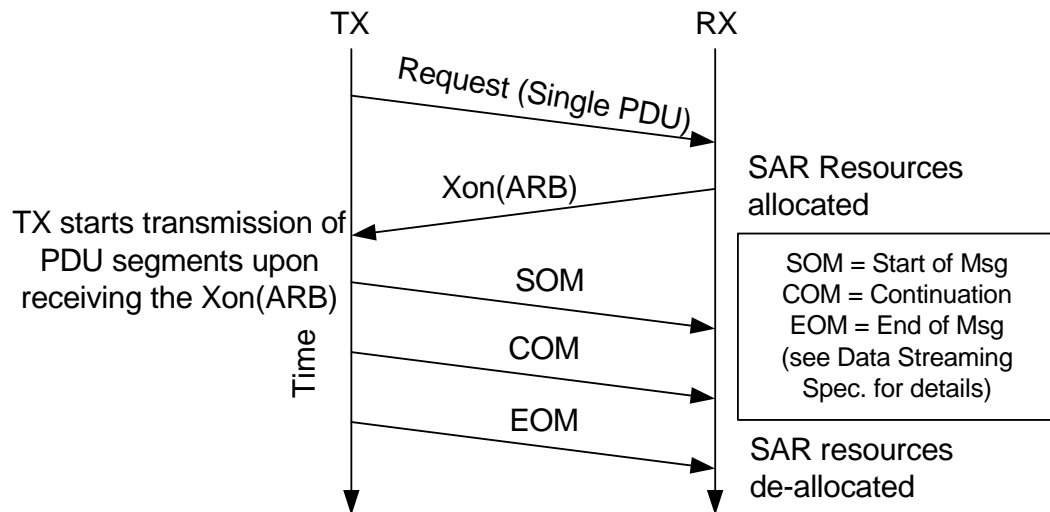 TX
RX
Request (Single PDU)
SAR Resources
allocated
Xon(ARB)
TX starts transmission of
PDU segments upon
receiving the Xon(ARB)
SOM = Start of Msg
COM = Continuation
EOM = End of Msg
(see Data Streaming
Spec. for details)
SOM
Time
COM
EOM
SAR resources
de-allocated